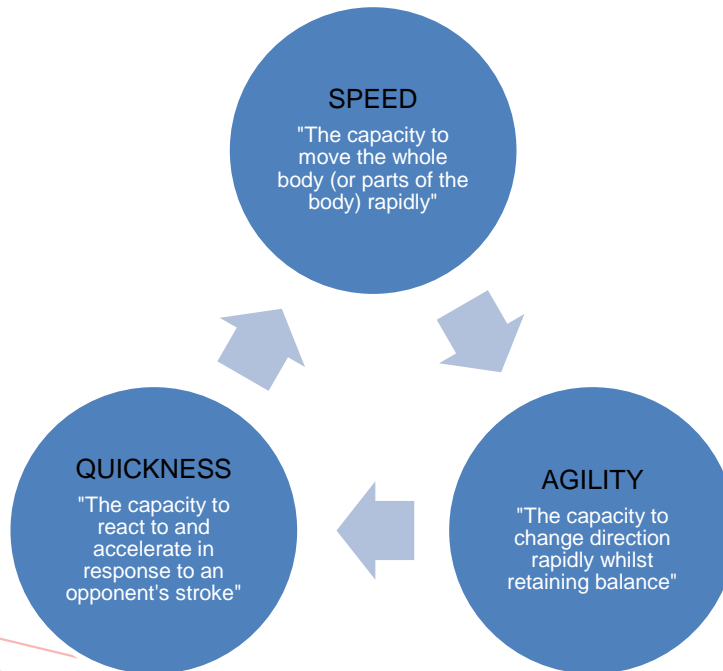 SPEED
"The capacity to
move the whole
body (or parts of the
body) rapidly"
QUICKNESS
"The capacity to
react to and
accelerate in
response to an
opponent's stroke"
AGILITY
"The capacity to
change direction
rapidly whilst
retaining balance"